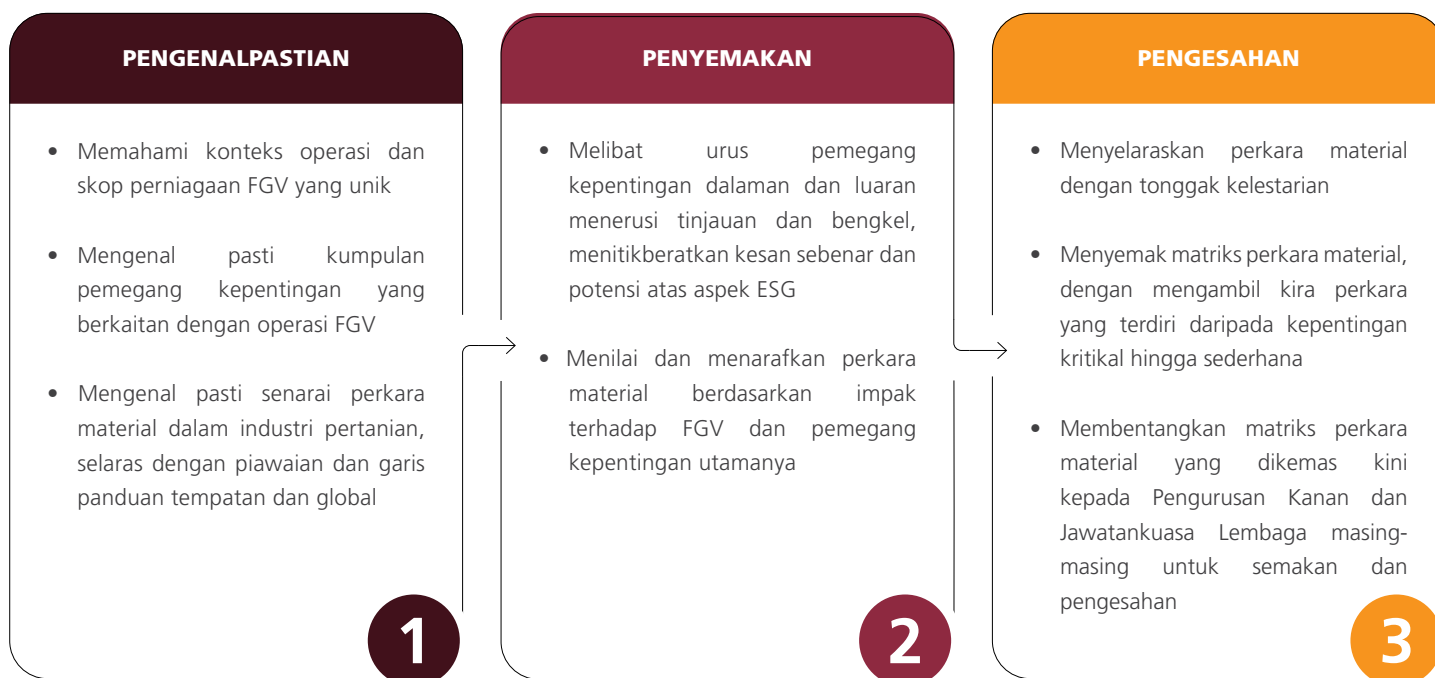 PENGENALPASTIAN
• Memahami konteks operasi dan
skop perniagaan FGV yang unik
• Mengenal pasti kumpulan
pemegang kepentingan yang
berkaitan dengan operasi FGV
• Mengenal pasti senarai perkara
material dalam industri pertanian,
selaras dengan piawaian dan garis
panduan tempatan dan global
1
PENYEMAKAN
• Melibat urus pemegang
kepentingan dalaman dan luaran
menerusi tinjauan dan bengkel,
menitikberatkan kesan sebenar dan
potensi atas aspek ESG
• Menilai dan menarafkan perkara
material berdasarkan impak
terhadap FGV dan pemegang
kepentingan utamanya
2
PENGESAHAN
• Menyelaraskan perkara material
dengan tonggak kelestarian
• Menyemak matriks perkara material,
dengan mengambil kira perkara
yang terdiri daripada kepentingan
kritikal hingga sederhana
• Membentangkan matriks perkara
material yang dikemas kini
kepada Pengurusan Kanan dan
Jawatankuasa Lembaga masing-
masing untuk semakan dan
pengesahan
3